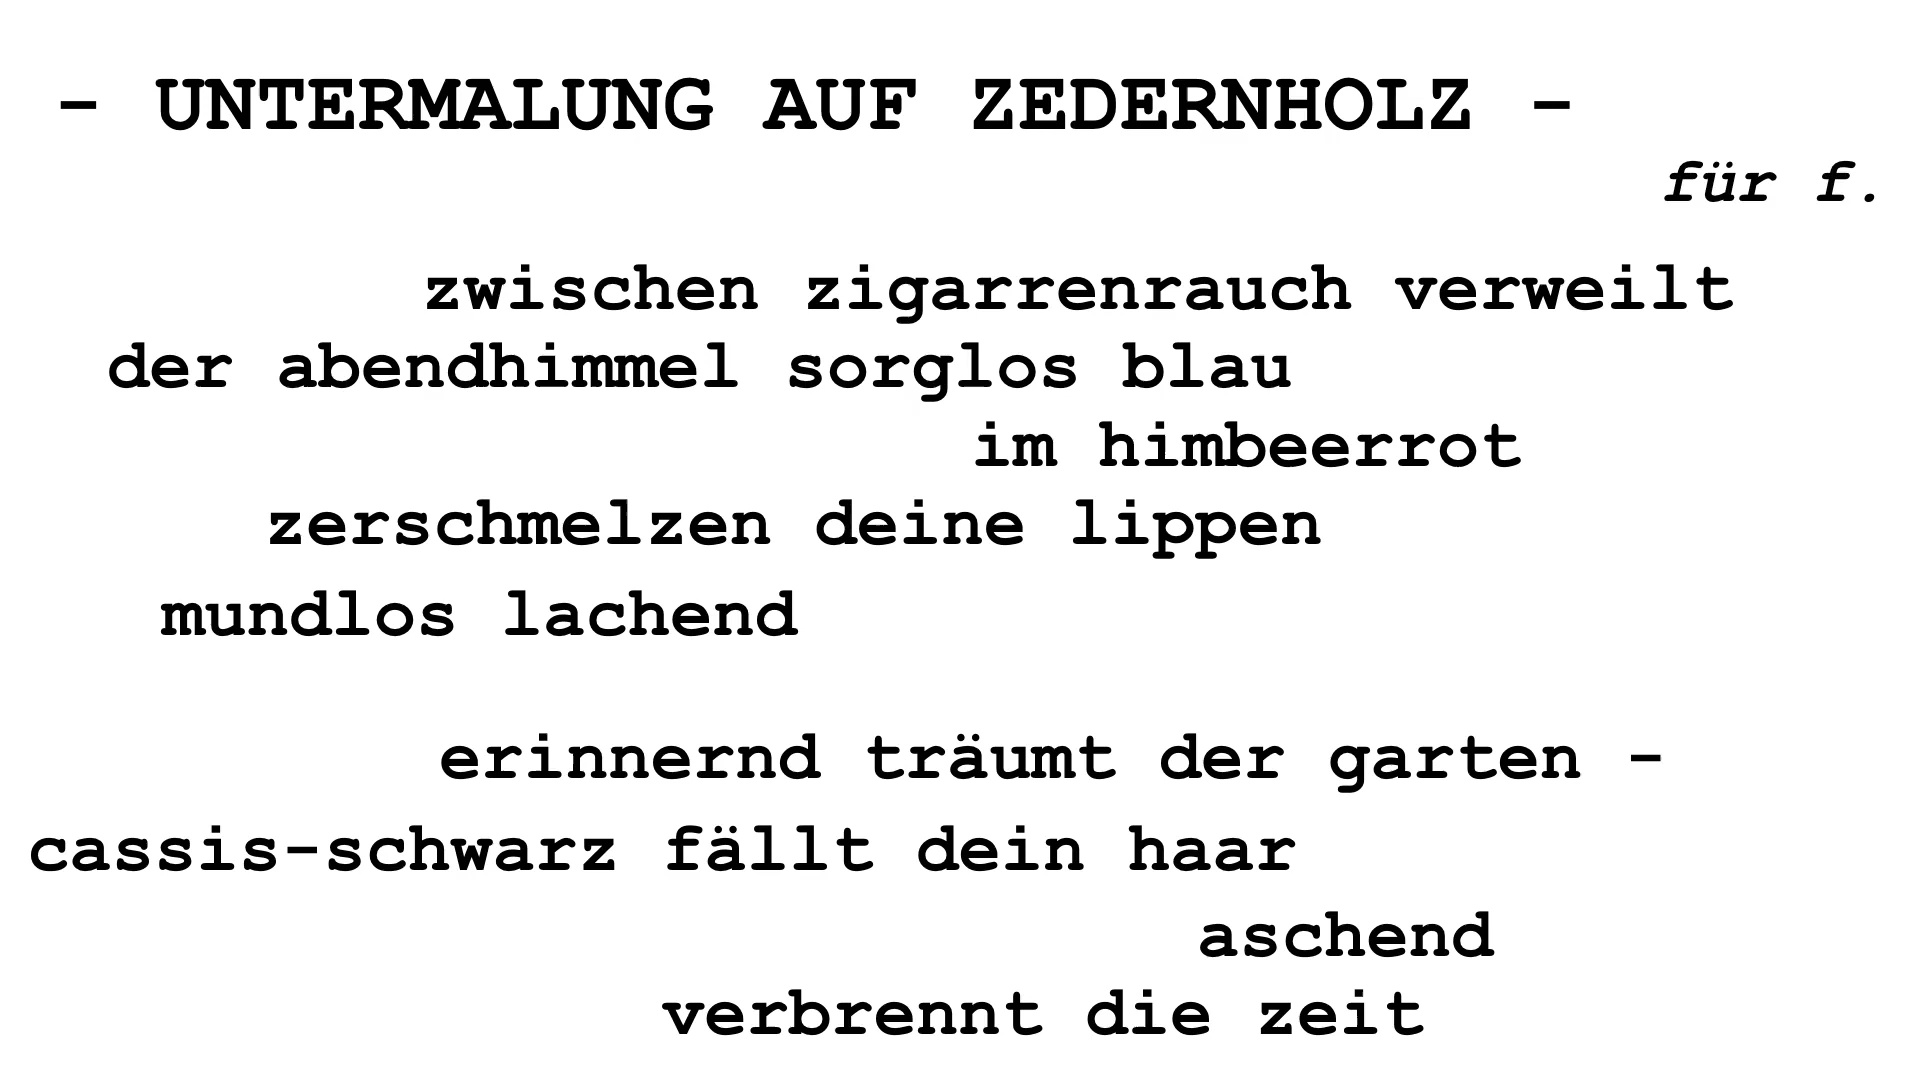 - UNTERMALUNG AUF ZEDERNHOLZ -
für f.
zwischen zigarrenrauch verweilt
der abendhimmel sorglos blau
im himbeerrot
zerschmelzen deine lippen
mundlos lachend
erinnernd träumt der garten -
cassis-schwarz fällt dein haar
aschend
verbrennt die zeit